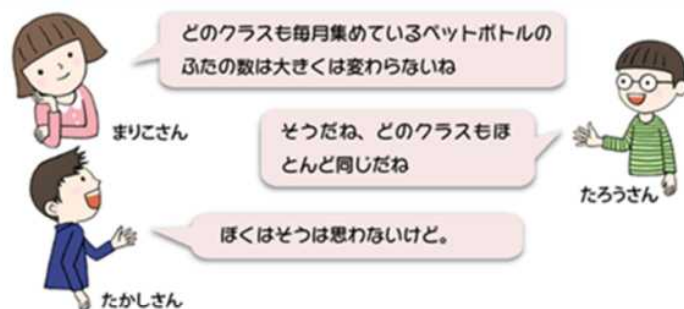 どのクラスも毎月集めているペットボトルの
ふたの数は大きくは変わらないね
まりこさん
そうだね、どのクラスもほ
とんど同じだね
たろうさん
ぼくはそうは思わないけど。
たかしさん